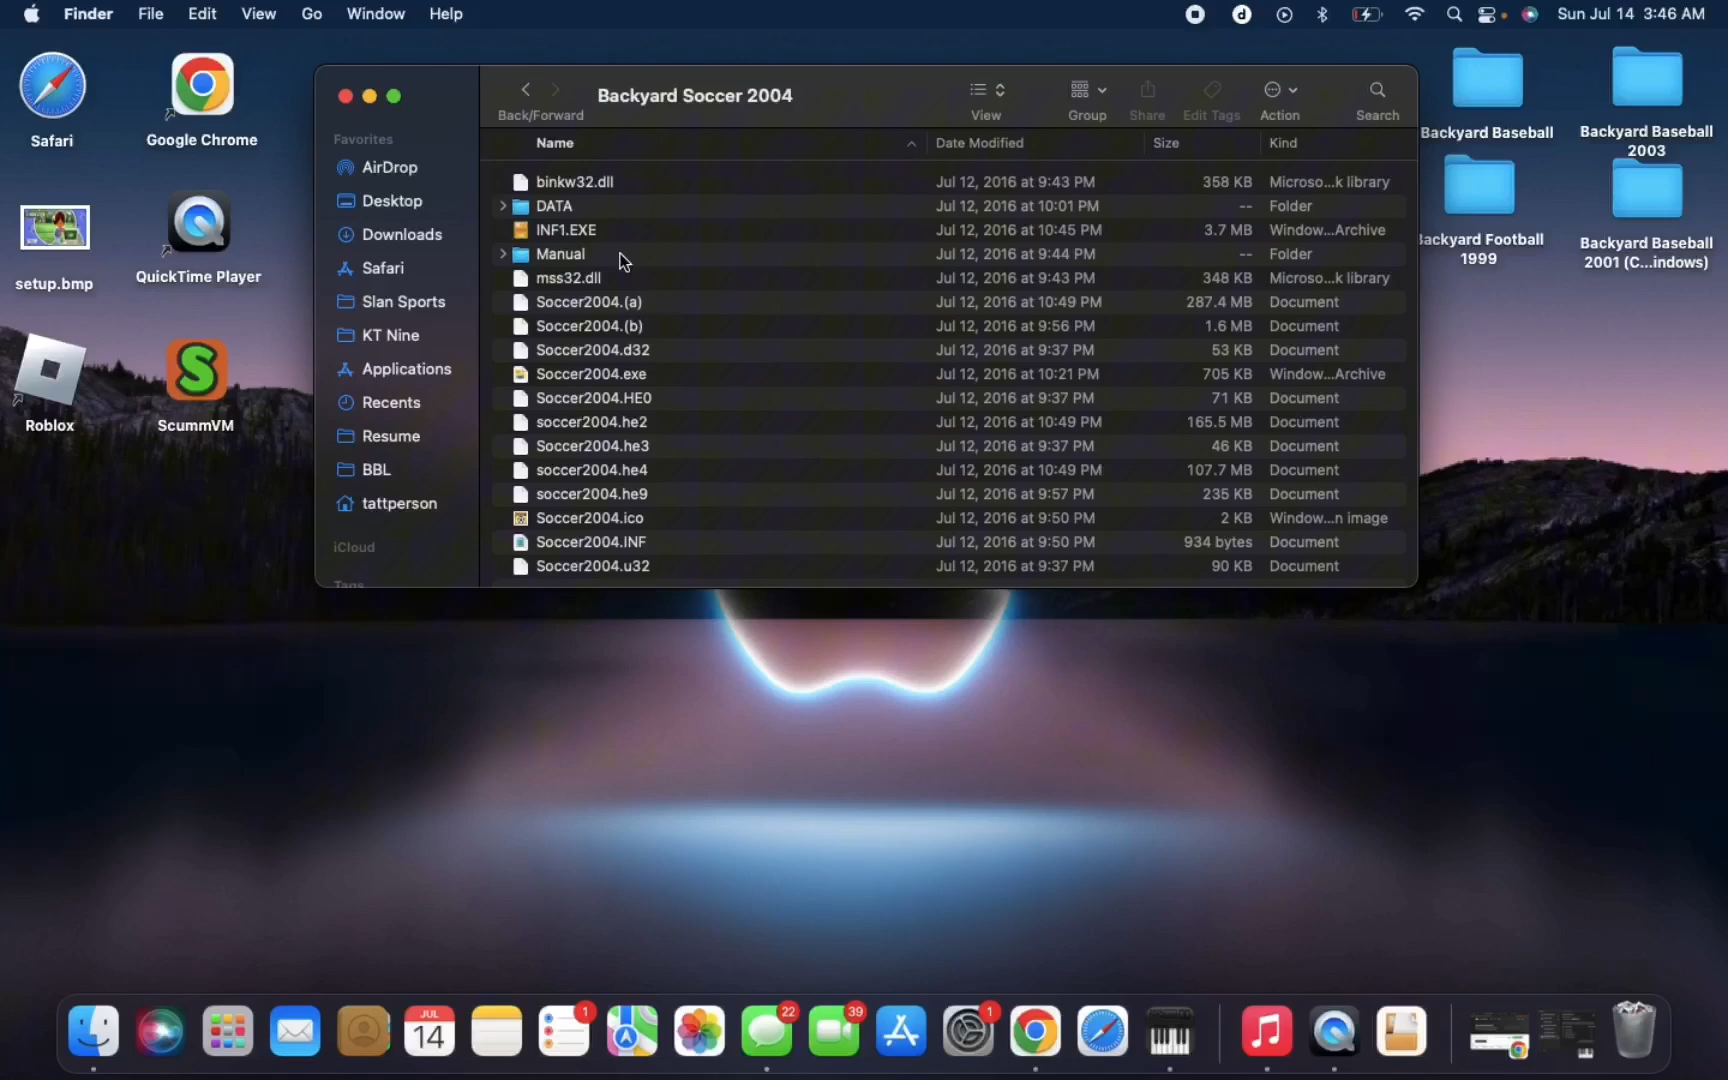 Finder File Edit View Go Window Help
d
Sun Jul 14 3:46 AM
Safari
Google Chrome
setup.bmp
QuickTime Player
Roblox
S
ScummVM
Backyard Baseball
Backyard Baseball
2003
Backyard Football
1999
Backyard Baseball
2001 (C...indows)
Favorites
AirDrop
Desktop
Downloads
Safari
Slan Sports
KT Nine
Applications
Recents
Resume
BBL
tattperson
iCloud
Tags
Back/Forward
Backyard Soccer 2004
View
Group
Share
Edit Tags
Action
Search
Name Date Modified Size Kind
binkw32.dll Jul 12, 2016 at 9:43 PM 358 KB Microso...k library
DATA Jul 12, 2016 at 10:01 PM -- Folder
INF1.EXE Jul 12, 2016 at 10:45 PM 3.7 MB Window...Archive
Manual Jul 12, 2016 at 9:44 PM -- Folder
mss32.dll Jul 12, 2016 at 9:43 PM 348 KB Microso...k library
Soccer2004.(a) Jul 12, 2016 at 10:49 PM 287.4 MB Document
Soccer2004.(b) Jul 12, 2016 at 9:56 PM 1.6 MB Document
Soccer2004.d32 Jul 12, 2016 at 9:37 PM 53 KB Document
Soccer2004.exe Jul 12, 2016 at 10:21 PM 705 KB Window...Archive
Soccer2004.HE0 Jul 12, 2016 at 9:37 PM 71 KB Document
soccer2004.he2 Jul 12, 2016 at 10:49 PM 165.5 MB Document
Soccer2004.he3 Jul 12, 2016 at 9:37 PM 46 KB Document
soccer2004.he4 Jul 12, 2016 at 10:49 PM 107.7 MB Document
soccer2004.he9 Jul 12, 2016 at 9:57 PM 235 KB Document
Soccer2004.ico Jul 12, 2016 at 9:50 PM 2 KB Window...n image
Soccer2004.INF Jul 12, 2016 at 9:50 PM 934 bytes Document
Soccer2004.u32 Jul 12, 2016 at 9:37 PM 90 KB Document
JUL
14
1
22
39
1